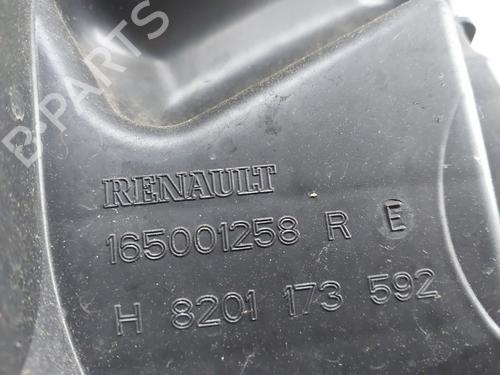 B-PARTS
RENAULT
165001258 R E
H 8201 173 592